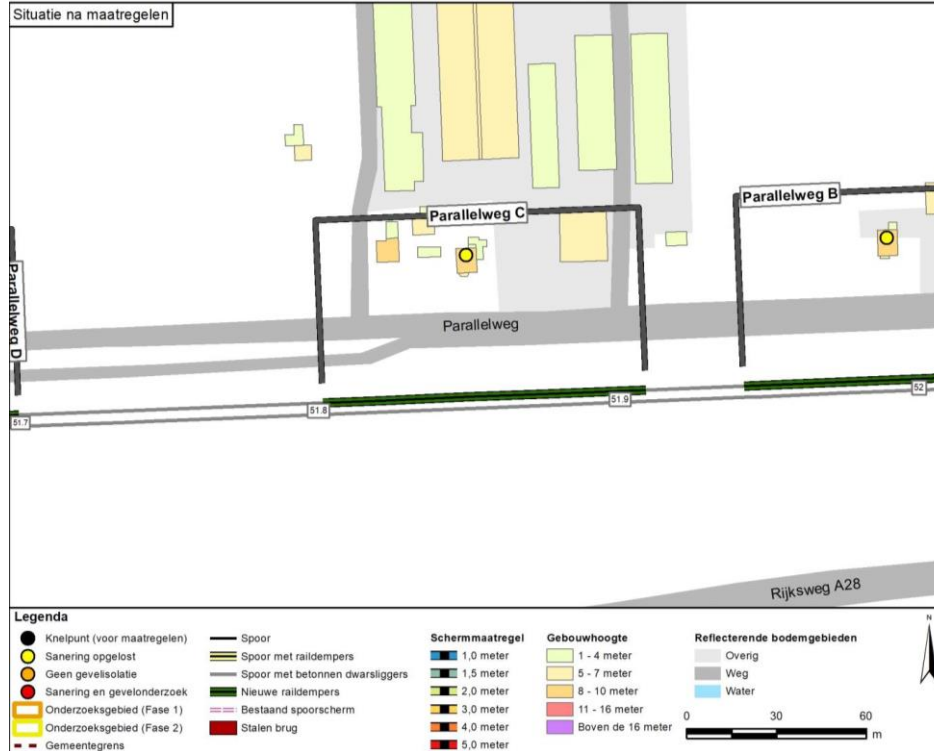 Situatie na maatregelen
Parallelweg C
Parallelweg B
Parallelweg D
Parallelweg
51.7
51.8
51.9
52
Rijksweg A28
Legenda
Knelpunt (voor maatregelen)
Sanering opgelost
Geen gevelisolatie
Sanering en gevelonderzoek
Onderzoeksgebied (Fase 1)
Onderzoeksgebied (Fase 2)
Gemeentegrens
Spoor
Spoor met raildempers
Spoor met betonnen dwarsliggers
Nieuwe raildempers
Bestaand spoorscherm
Stalen brug
Schermmaatregel
1,0 meter
1,5 meter
2,0 meter
3,0 meter
4,0 meter
5,0 meter
Gebouwhoogte
1 - 4 meter
5 - 7 meter
8 - 10 meter
11 - 16 meter
Boven de 16 meter
Reflecterende bodemgebieden
Overig
Weg
Water
0 30 60
m
N